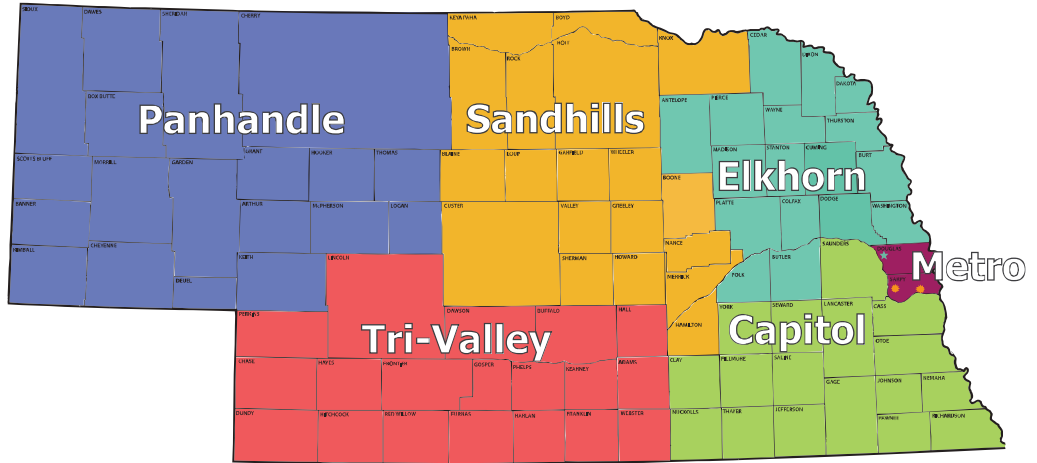 SIOUX
DAWES
SHERIDAN
CHERRY
KEYA PAHA
BOYD
KNOX
CEDAR
DIXON
DAKOTA
BROWN
ROCK
HOLT
BOX BUTTE
ANTELOPE
PIERCE
WAYNE
THURSTON
Panhandle
Sandhills
SCOTTS BLUFF
MORRILL
GARDEN
GRANT
HOOKER
THOMAS
BLAINE
LOUP
GARFIELD
WHEELER
MADISON
STANTON
CUMING
BURT
BOONE
Elkhorn
BANNER
ARTHUR
McPHERSON
LOGAN
CUSTER
VALLEY
GREELEY
PLATTE
COLFAX
DODGE
WASHINGTON
KIMBALL
CHEYENNE
KEITH
LINCOLN
SHERMAN
HOWARD
NANCE
MERRICK
POLK
BUTLER
SAUNDERS
DOUGLAS
Metro
SARPY
DEUEL
PERKINS
DAWSON
BUFFALO
HALL
HAMILTON
YORK
SEWARD
LANCASTER
CASS
Tri-Valley
Capitol
OTOE
CHASE
HAYES
FRONTIER
GOSPER
PHELPS
KEARNEY
ADAMS
CLAY
FILLMORE
SALINE
GAGE
JOHNSON
NEMAHA
DUNDY
HITCHCOCK
RED WILLOW
FURNAS
HARLAN
FRANKLIN
WEBSTER
NUCKOLLS
THAYER
JEFFERSON
PAWNEE
RICHARDSON